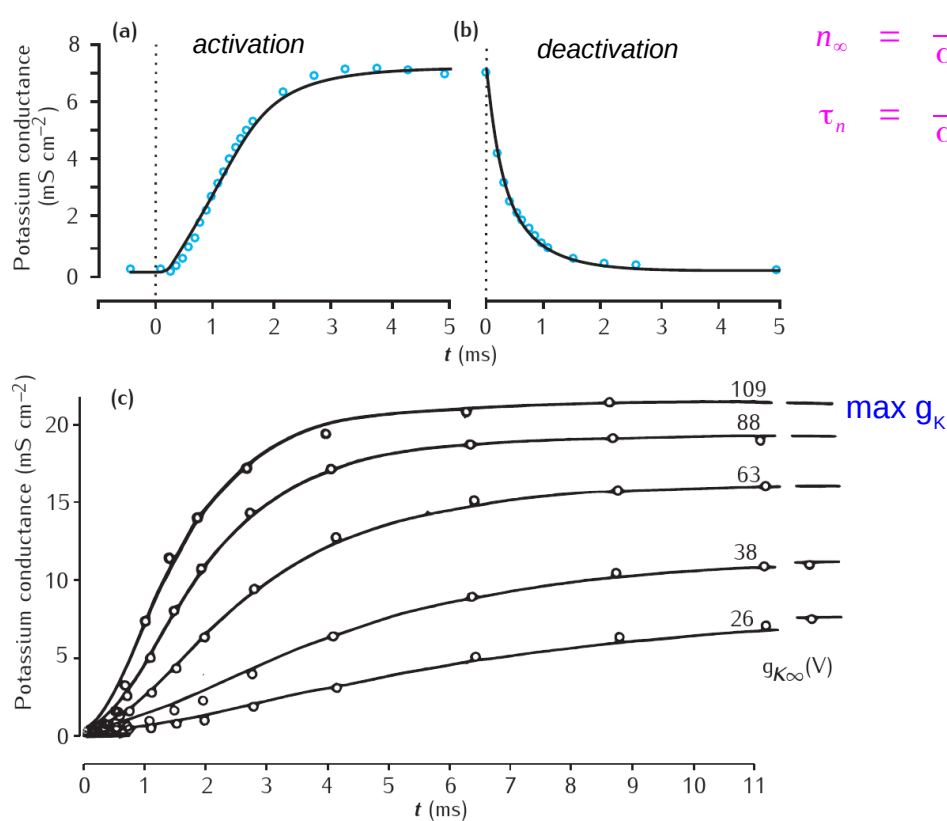 (a)
activation
(b)
deactivation
n∞ =
τn =
Potassium conductance
(mS cm−2)
8
6
4
2
0
0 1 2 3 4 5
0 1 2 3 4 5
t (ms)
(c)
Potassium conductance (mS cm−2)
20
15
10
5
0
109
88
63
38
26
max gK
gK∞(V)
0 1 2 3 4 5 6 7 8 9 10 11
t (ms)